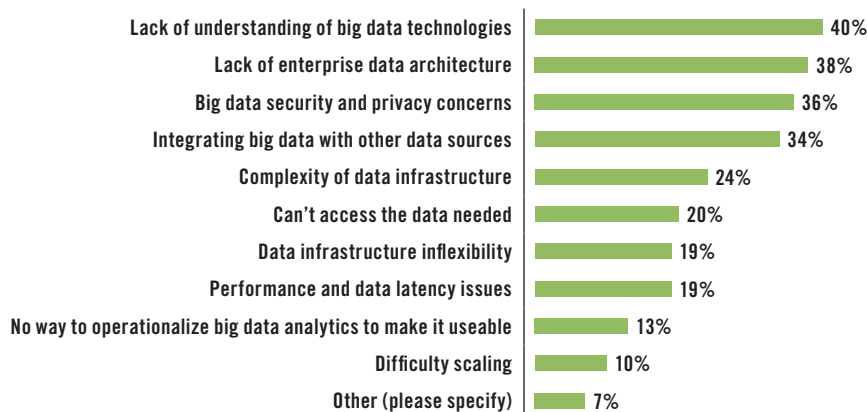 Lack of understanding of big data technologies 40%
Lack of enterprise data architecture 38%
Big data security and privacy concerns 36%
Integrating big data with other data sources 34%
Complexity of data infrastructure 24%
Can’t access the data needed 20%
Data infrastructure inflexibility 19%
Performance and data latency issues 19%
No way to operationalize big data analytics to make it useable 13%
Difficulty scaling 10%
Other (please specify) 7%